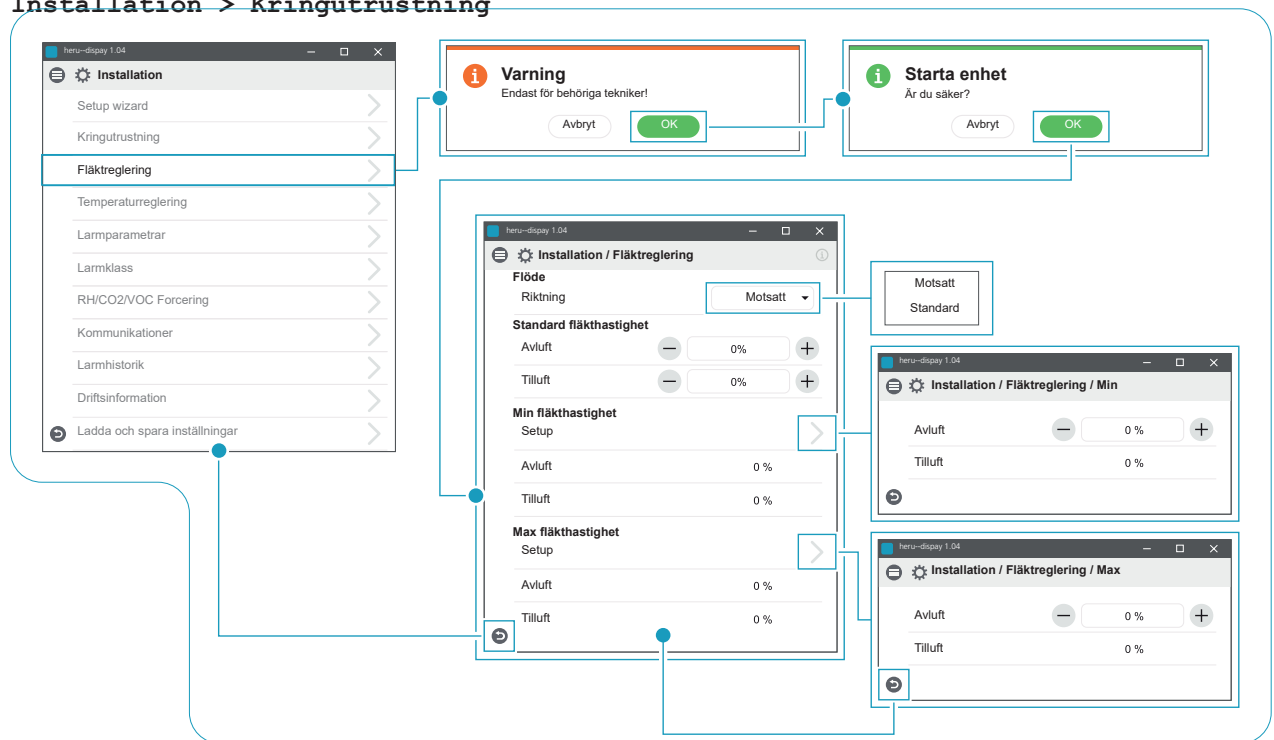 Installation > Kringutrustning
heru--dispay 1.04
Installation
Setup wizard
Kringutrustning
Fläktreglering
Temperaturreglering
Larmparametrar
Larmklass
RH/CO2/VOC Forcering
Kommunikationer
Larmhistorik
Driftsinformation
Ladda och spara inställningar
Varning
Endast för behöriga tekniker!
Avbryt
OK
Starta enhet
Är du säker?
Avbryt
OK
heru--dispay 1.04
Installation / Fläktreglering
Flöde
Riktning Motsatt
Standard fläkthastighet
Avluft 0%
Tilluft 0%
Min fläkthastighet
Setup
Avluft 0 %
Tilluft 0 %
Max fläkthastighet
Setup
Avluft 0 %
Tilluft 0 %
Motsatt
Standard
heru--dispay 1.04
Installation / Fläktreglering / Min
Avluft 0 %
Tilluft 0 %
heru--dispay 1.04
Installation / Fläktreglering / Max
Avluft 0 %
Tilluft 0 %